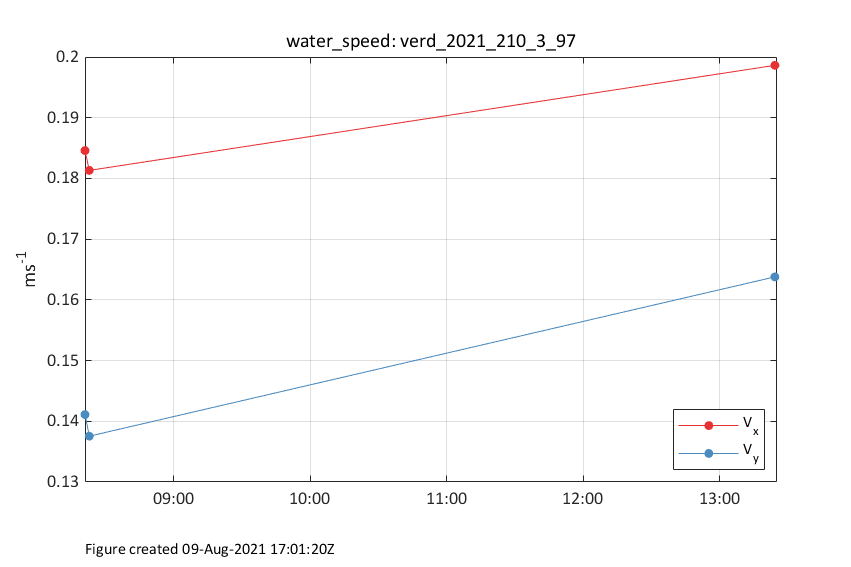 water_speed: verd_2021_210_3_97
0.2
0.19
0.18
0.17
0.16
0.15
0.14
0.13
ms-1
09:00 10:00 11:00 12:00 13:00
Vx
Vy
Figure created 09-Aug-2021 17:01:20Z